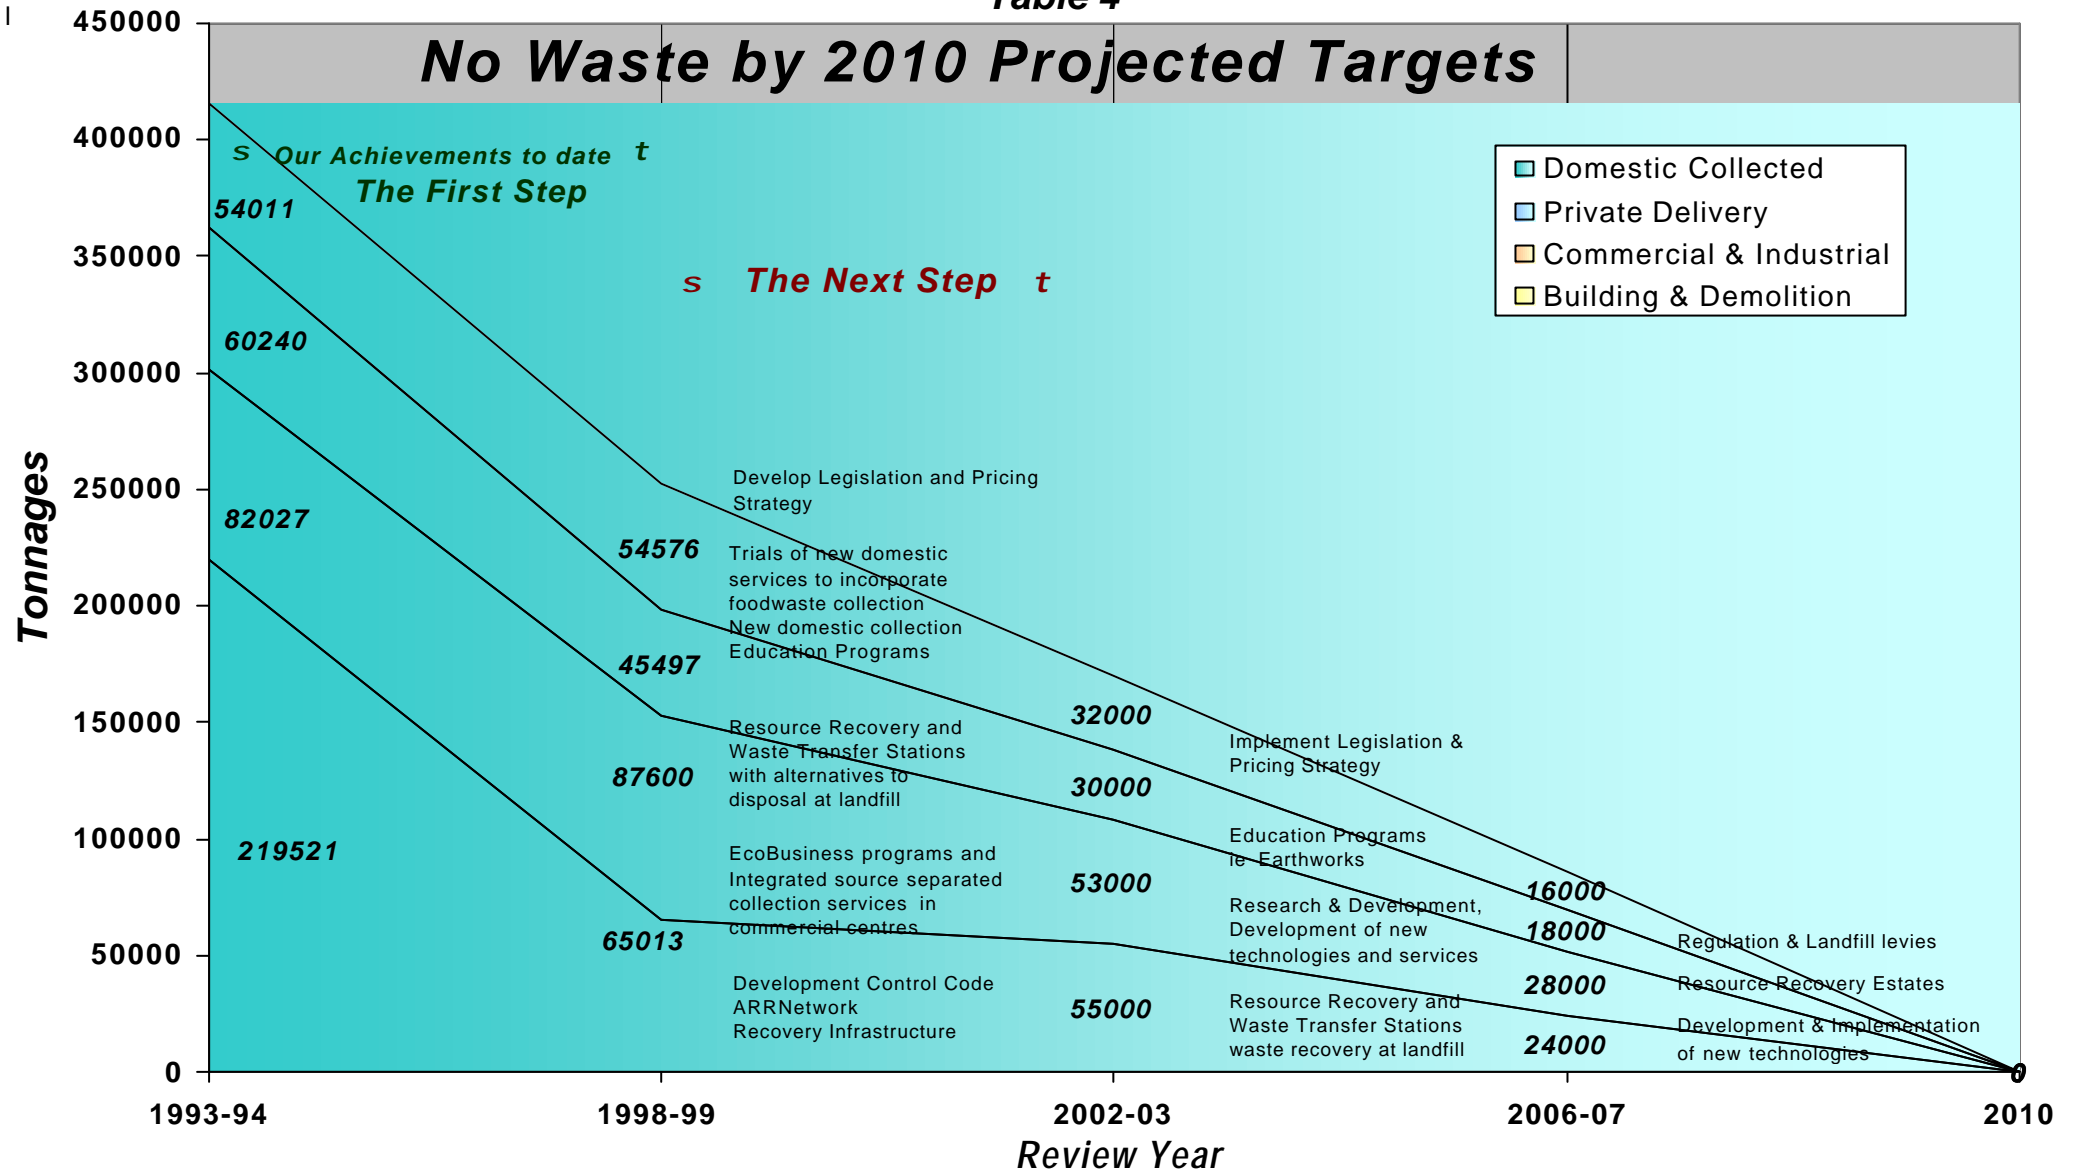 Table 4
l
No Waste by 2010 Projected Targets
450000
400000
350000
300000
250000
200000
150000
100000
50000
0
Tonnages
s Our Achievements to date t
The First Step
s The Next Step t
Domestic Collected
Private Delivery
Commercial & Industrial
Building & Demolition
54011
60240
82027
219521
54576
45497
87600
65013
Develop Legislation and Pricing
Strategy
Trials of new domestic
services to incorporate
foodwaste collection
New domestic collection
Education Programs
Resource Recovery and
Waste Transfer Stations
with alternatives to
disposal at landfill
EcoBusiness programs and
Integrated source separated
collection services in
commercial centres
Development Control Code
ARRNetwork
Recovery Infrastructure
32000
30000
53000
55000
Implement Legislation &
Pricing Strategy
Education Programs
ie Earthworks
Research & Development,
Development of new
technologies and services
Resource Recovery and
Waste Transfer Stations
waste recovery at landfill
16000
18000
28000
24000
Regulation & Landfill levies
Resource Recovery Estates
Development & Implementation
of new technologies
0
1993-94
1998-99
2002-03
2006-07
2010
Review Year